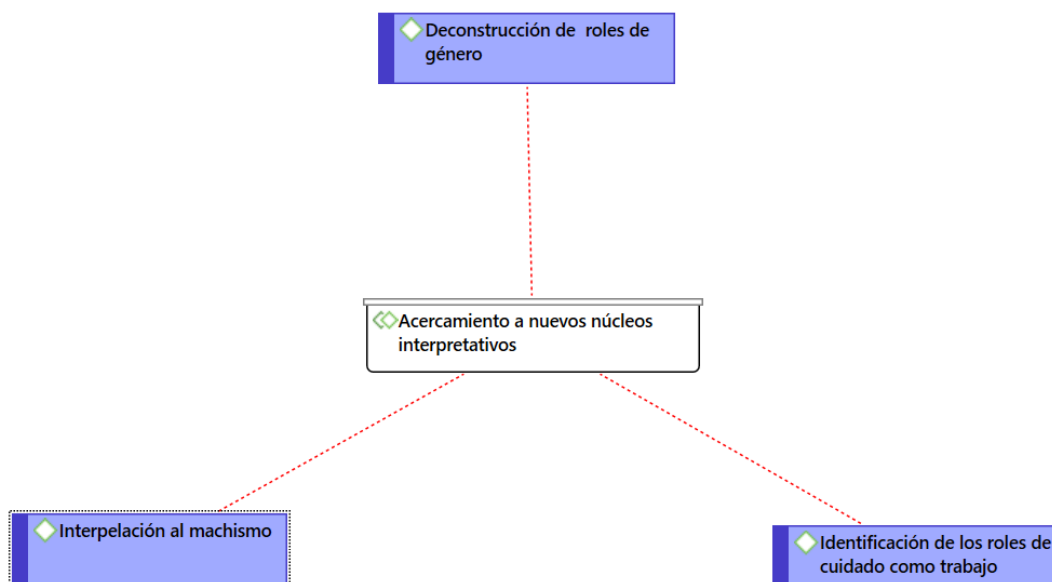 Deconstrucción de  roles de
género
Acercamiento a nuevos núcleos
interpretativos
Interpelación al machismo
Identificación de los roles de
cuidado como trabajo